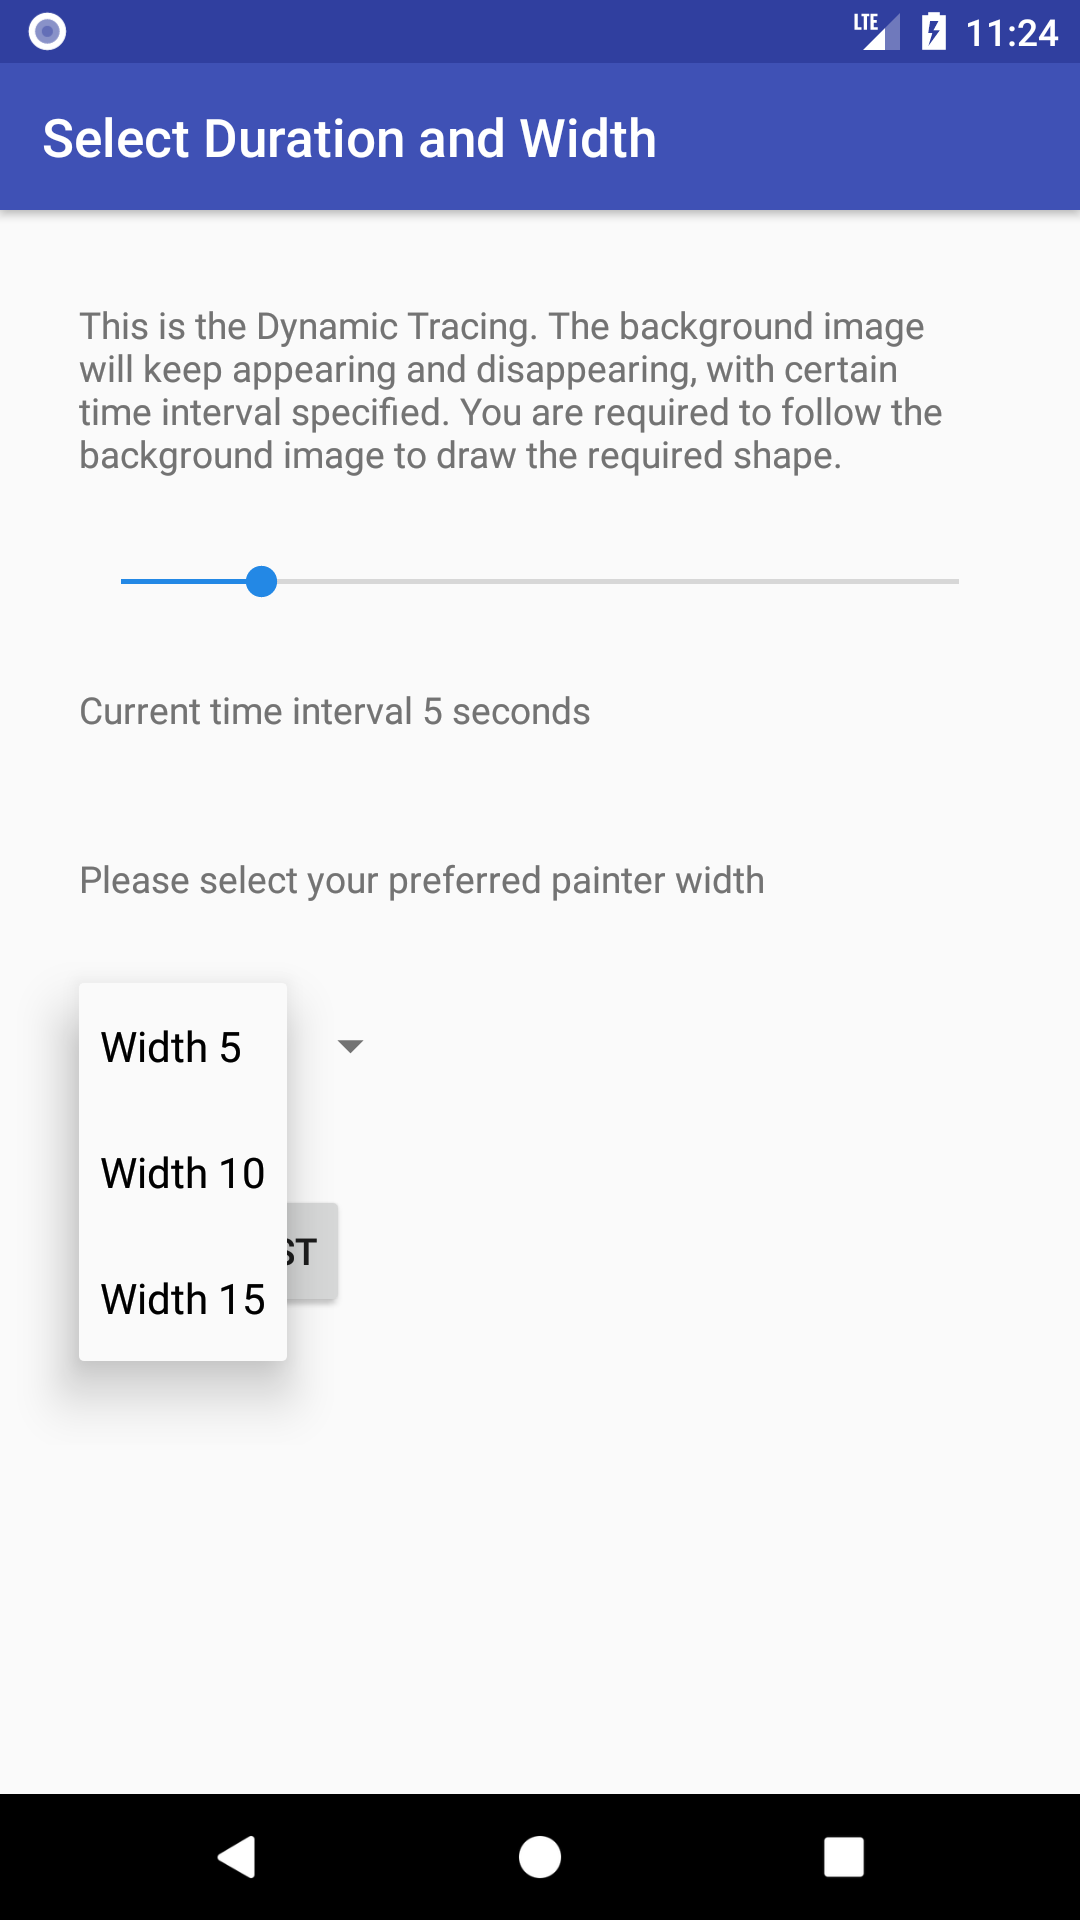 LTE 11:24
Select Duration and Width
This is the Dynamic Tracing. The background image
will keep appearing and disappearing, with certain
time interval specified. You are required to follow the
background image to draw the required shape.
Current time interval 5 seconds
Please select your preferred painter width
Width 5
Width 10
ST
Width 15